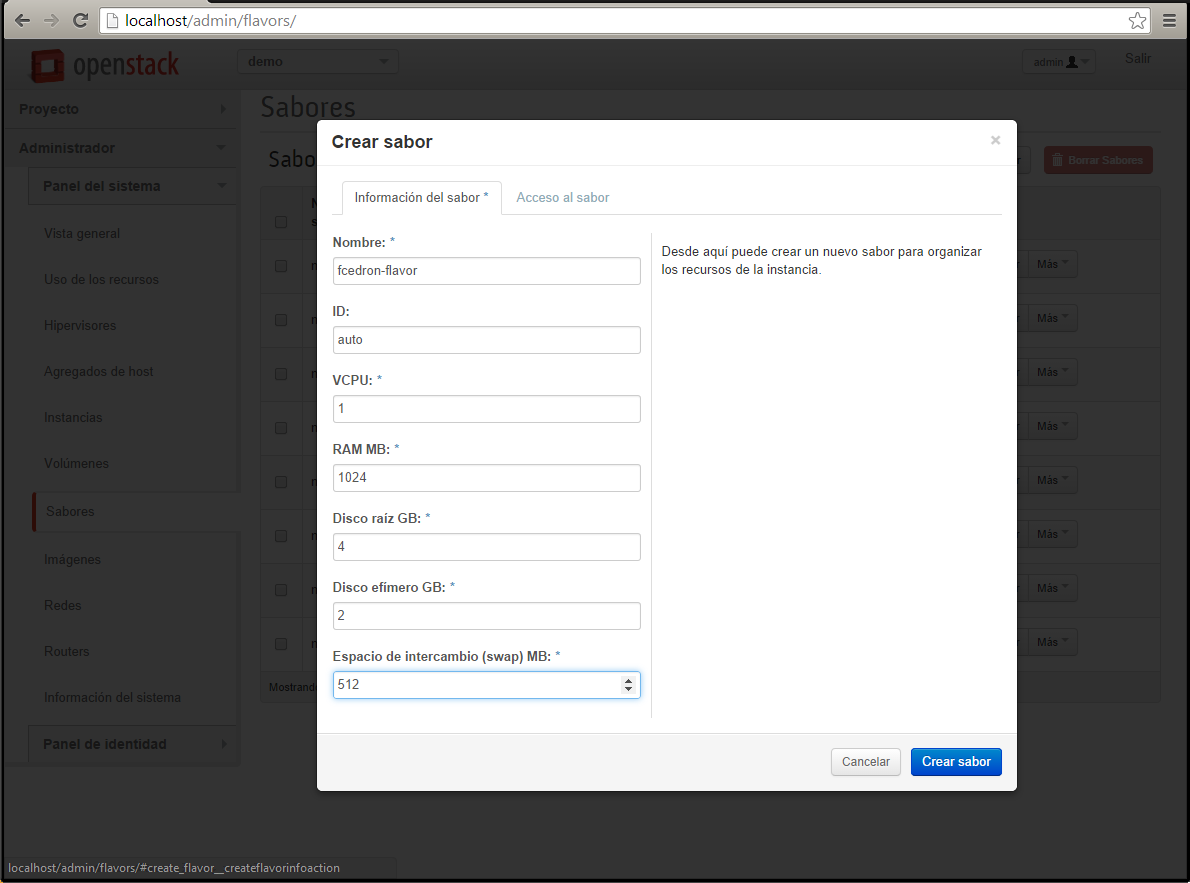 localhost/admin/flavors/
openstack
demo
admin
Salir
Proyecto
Administrador
Panel del sistema
Vista general
Uso de los recursos
Hipervisores
Agregados de host
Instancias
Volúmenes
Sabores
Imágenes
Redes
Routers
Información del sistema
Panel de identidad
Sabores
Sabo
Borrar Sabores
Más
Más
Más
Más
Más
Más
Más
Más
Mostrand
Crear sabor
×
Información del sabor *
Acceso al sabor
Nombre: *
fcedron-flavor
ID:
auto
VCPU: *
1
RAM MB: *
1024
Disco raíz GB: *
4
Disco efímero GB: *
2
Espacio de intercambio (swap) MB: *
512
Desde aquí puede crear un nuevo sabor para organizar
los recursos de la instancia.
Cancelar
Crear sabor
localhost/admin/flavors/#create_flavor__createflavorinfoaction